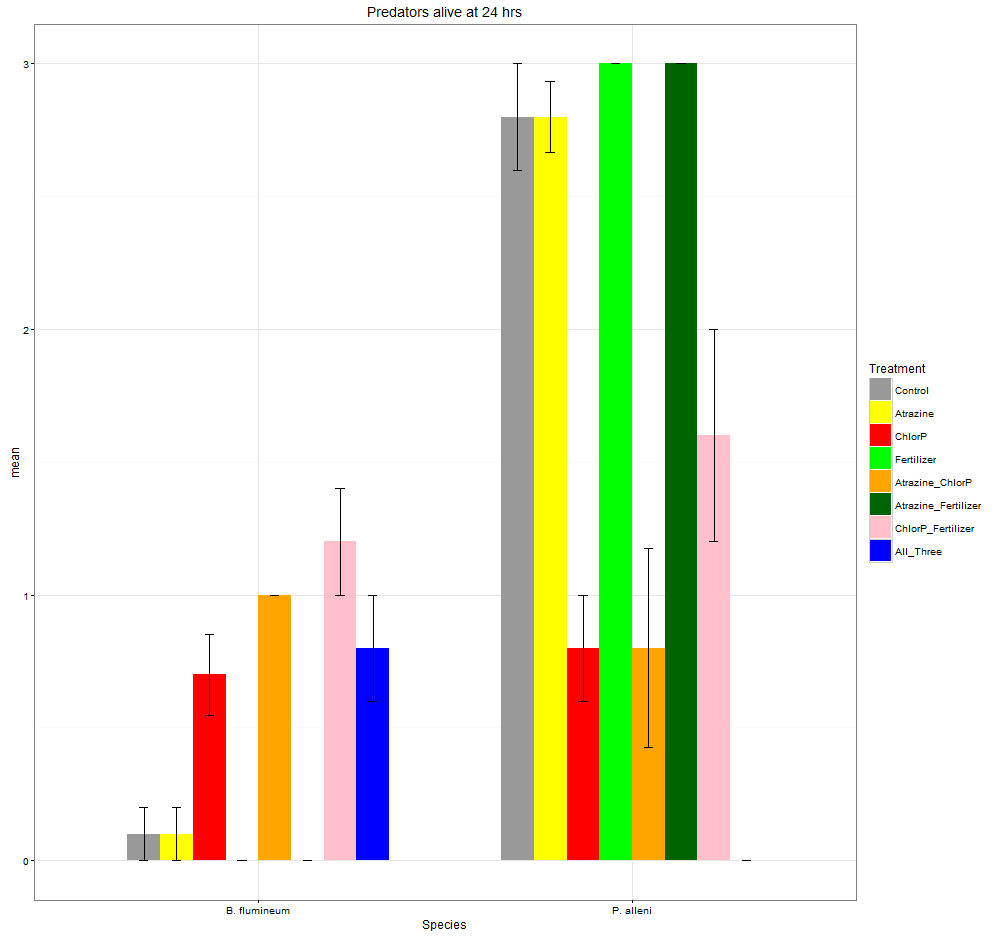 Predators alive at 24 hrs
3
2
1
0
mean
B. flumineum
P. alleni
Species
Treatment
Control
Atrazine
ChlorP
Fertilizer
Atrazine_ChlorP
Atrazine_Fertilizer
ChlorP_Fertilizer
All_Three